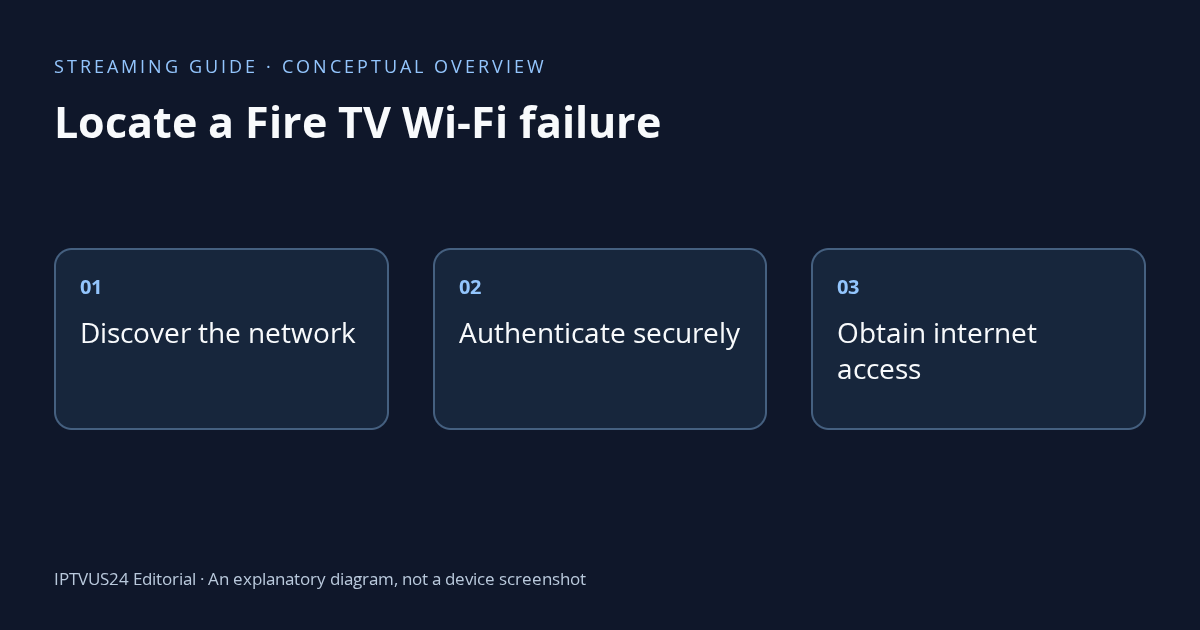 STREAMING GUIDE · CONCEPTUAL OVERVIEW
Locate a Fire TV Wi-Fi failure
01
Discover the network
02
Authenticate securely
03
Obtain internet
access
IPTVUS24 Editorial · An explanatory diagram, not a device screenshot